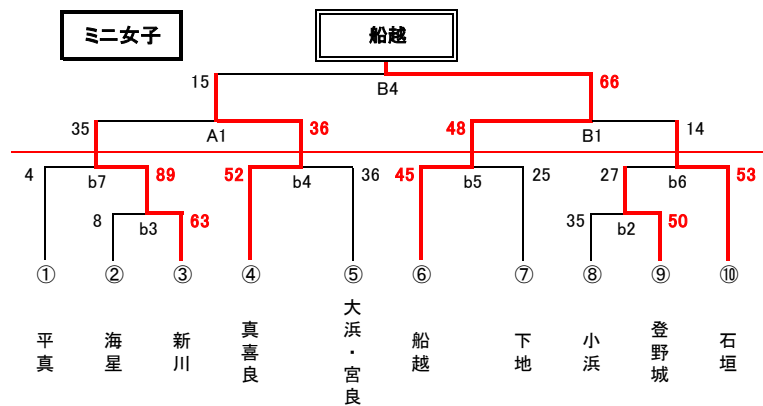 ミニ女子
船越
15
B4
66
35
A1
36
48
B1
14
4
b7
89
52
b4
36
45
b5
25
27
b6
53
8
b3
63
35
b2
50
① ② ③ ④ ⑤ ⑥ ⑦ ⑧ ⑨ ⑩
平真
海星
新川
真喜良
大浜・宮良
船越
下地
小浜
登野城
石垣